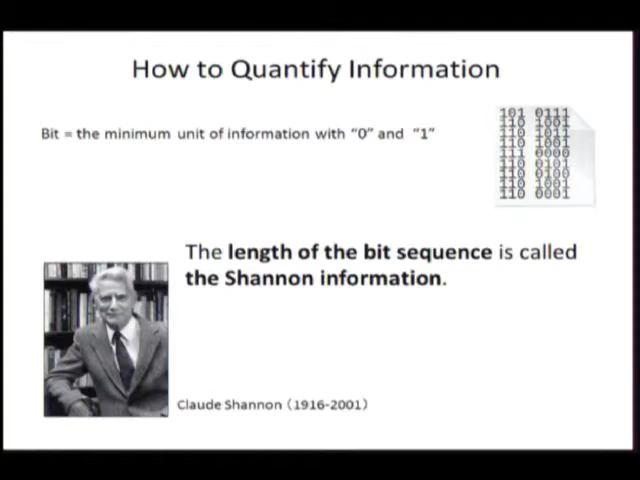 How to Quantify Information
Bit = the minimum unit of information with “0” and “1”
101 0111
110 1001
110 1011
110 1001
111 0000
110 0101
110 0100
110 1001
110 0001
The length of the bit sequence is called
the Shannon information.
Claude Shannon (1916-2001)